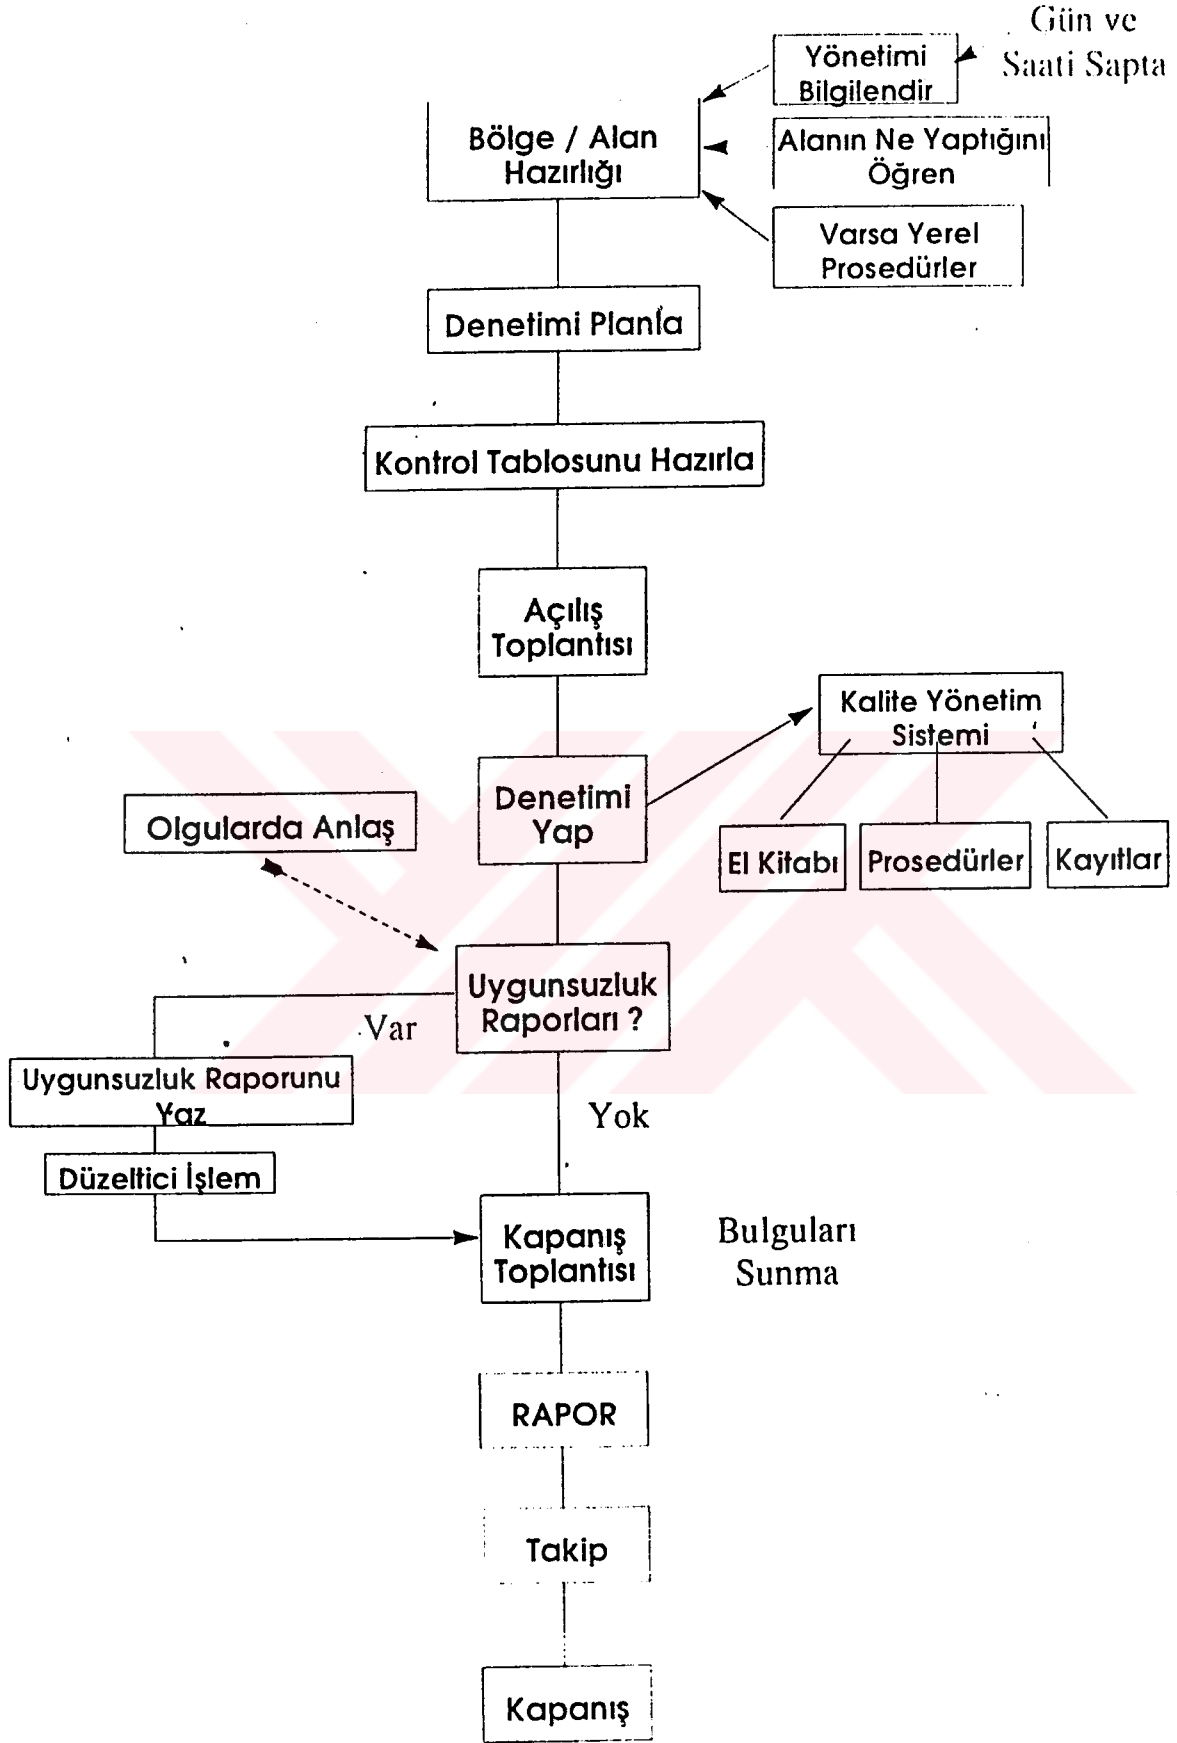 Gün ve
Saati Sapta
Yönetimi
Bilgilendir
Bölge / Alan
Hazırlığı
Alanın Ne Yaptığını
Öğren
Varsa Yerel
Prosedürler
Denetimi Planla
Kontrol Tablosunu Hazırla
Açılış
Toplantısı
Kalite Yönetim
Sistemi
Denetimi
Yap
Olgularda Anlaş
El Kitabı
Prosedürler
Kayıtlar
Uygunsuzluk
Raporları ?
Var
Uygunsuzluk Raporunu
Yaz
Yok
Düzeltici İşlem
Kapanış
Toplantısı
Bulguları
Sunma
RAPOR
Takip
Kapanış